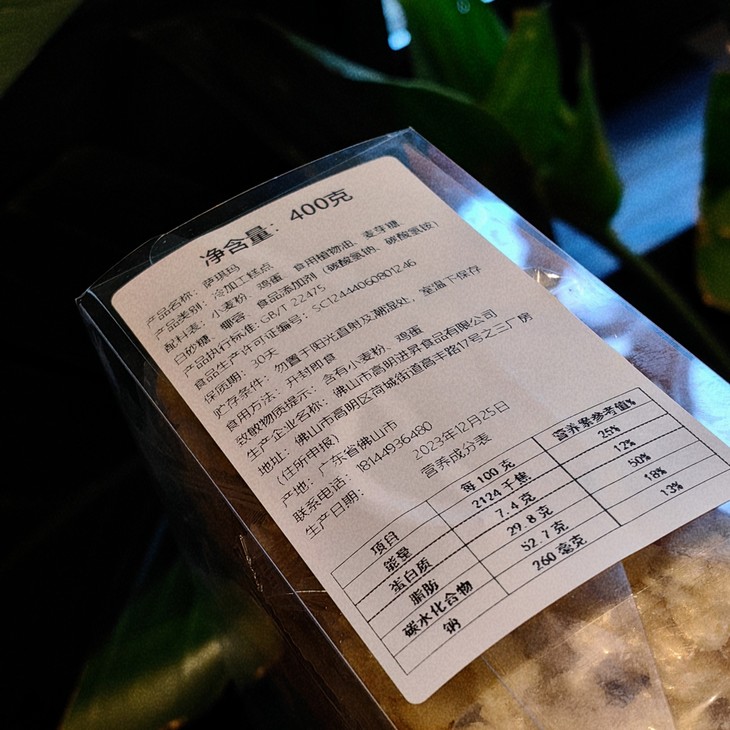 净含量：400克
产品名称：萨琪玛
产品类别：冷加工糕点
配料表：小麦粉、鸡蛋、食用植物油、麦芽糖、
白砂糖、椰蓉、食品添加剂（碳酸氢钠、碳酸氢铵）
产品执行标准：GB/T 22475
食品生产许可证编号：SC12444060801246
保质期：30天
贮存条件：勿置于阳光直射及潮湿处，室温下保存
食用方法：开封即食
致敏物质提示：含有小麦粉、鸡蛋
生产企业名称：佛山市高明进昇食品有限公司
地址：佛山市高明区荷城街道高丰路17号之三厂房
（住所申报）
产地：广东省佛山市
联系电话：18144936480
生产日期：2023年12月25日
营养成分表
项目 每 100 克 营养素参考值%
能量 2124 千焦 25%
蛋白质 7.4 克 12%
脂肪 29.8 克 50%
碳水化合物 52.7 克 18%
钠 260 毫克 13%